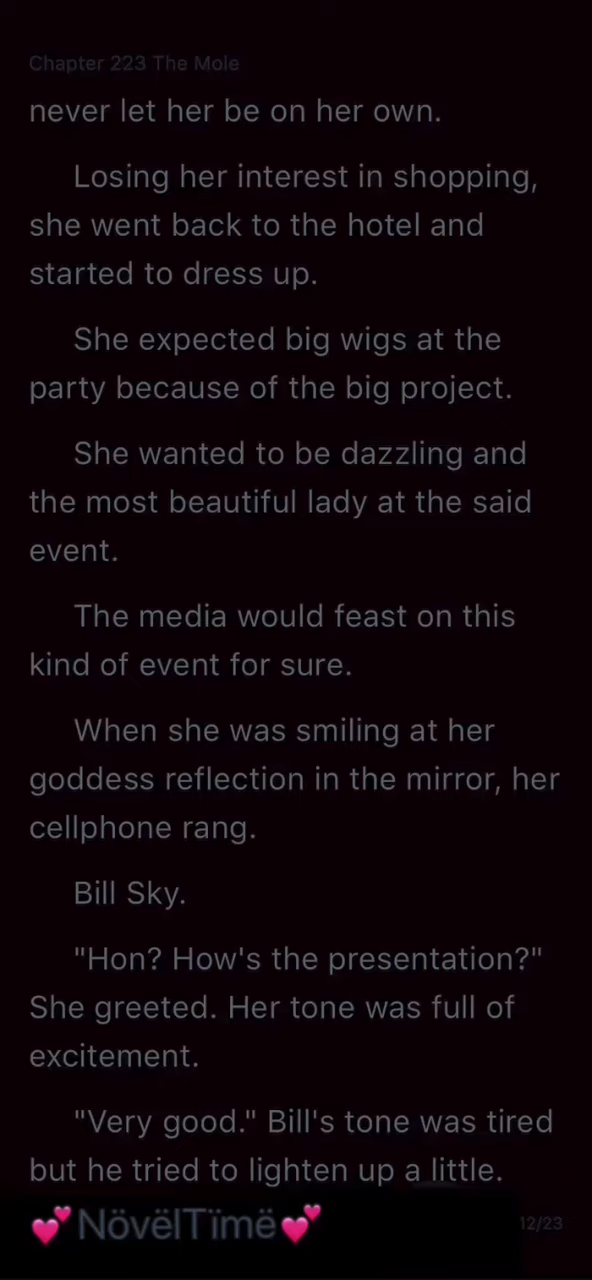 Chapter 223 The Mole
never let her be on her own.
Losing her interest in shopping,
she went back to the hotel and
started to dress up.
She expected big wigs at the
party because of the big project.
She wanted to be dazzling and
the most beautiful lady at the said
event.
The media would feast on this
kind of event for sure.
When she was smiling at her
goddess reflection in the mirror, her
cellphone rang.
Bill Sky.
"Hon? How's the presentation?"
She greeted. Her tone was full of
excitement.
"Very good." Bill's tone was tired
but he tried to lighten up a little.
💕NövëlTïmë💕
12/23